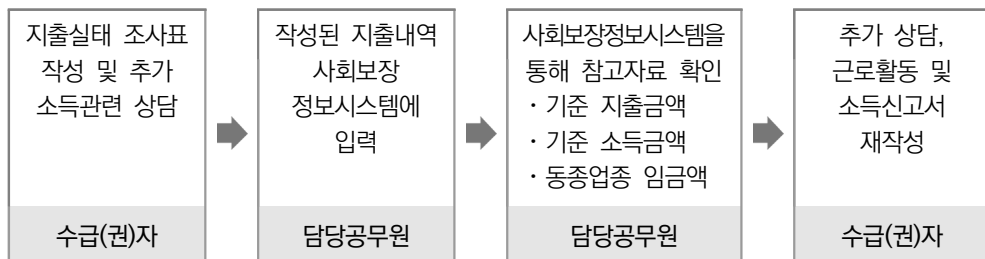 지출실태 조사표
작성 및 추가
소득관련 상담
수급(권)자
작성된 지출내역
사회보장
정보시스템에
입력
담당공무원
사회보장정보시스템을
통해 참고자료 확인
· 기준 지출금액
· 기준 소득금액
· 동종업종 임금액
담당공무원
추가 상담,
근로활동 및
소득신고서
재작성
수급(권)자